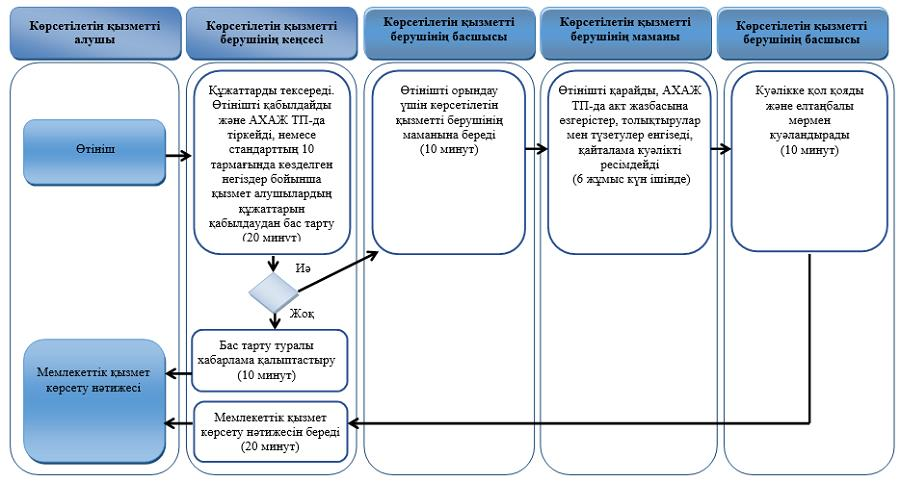 Көрсетілетін қызметті
алушы
Көрсетілетін қызметті
берушінің кеңсесі
Көрсетілетін қызметті
берушінің басшысы
Көрсетілетін қызметті
берушінің маманы
Көрсетілетін қызметті
берушінің басшысы
Өтініш
Құжаттарды тексереді.
Өтінішті қабылдайды
және АХАЖ ТП-да
тіркейді, немесе
стандарттың 10
тармағында көзделген
негіздер бойынша
қызмет алушылардың
құжаттарын
қабылдаудан бас тарту
(20 минут)
Өтінішті орындау
үшін көрсетілетін
қызметті берушінің
маманына береді
(10 минут)
Өтінішті қарайды, АХАЖ
ТП-да акт жазбасына
өзгерістер, толықтырулар
мен түзетулер енгізеді,
қайталама куәлікті
ресімдейді
(6 жұмыс күн ішінде)
Куәлікке қол қояды
және елтаңбалы
мөрмен
куәландырады
(10 минут)
Иә
Жоқ
Бас тарту туралы
хабарлама қалыптастыру
(10 минут)
Мемлекеттік қызмет
көрсету нәтижесі
Мемлекеттік қызмет
көрсету нәтижесін береді
(20 минут)